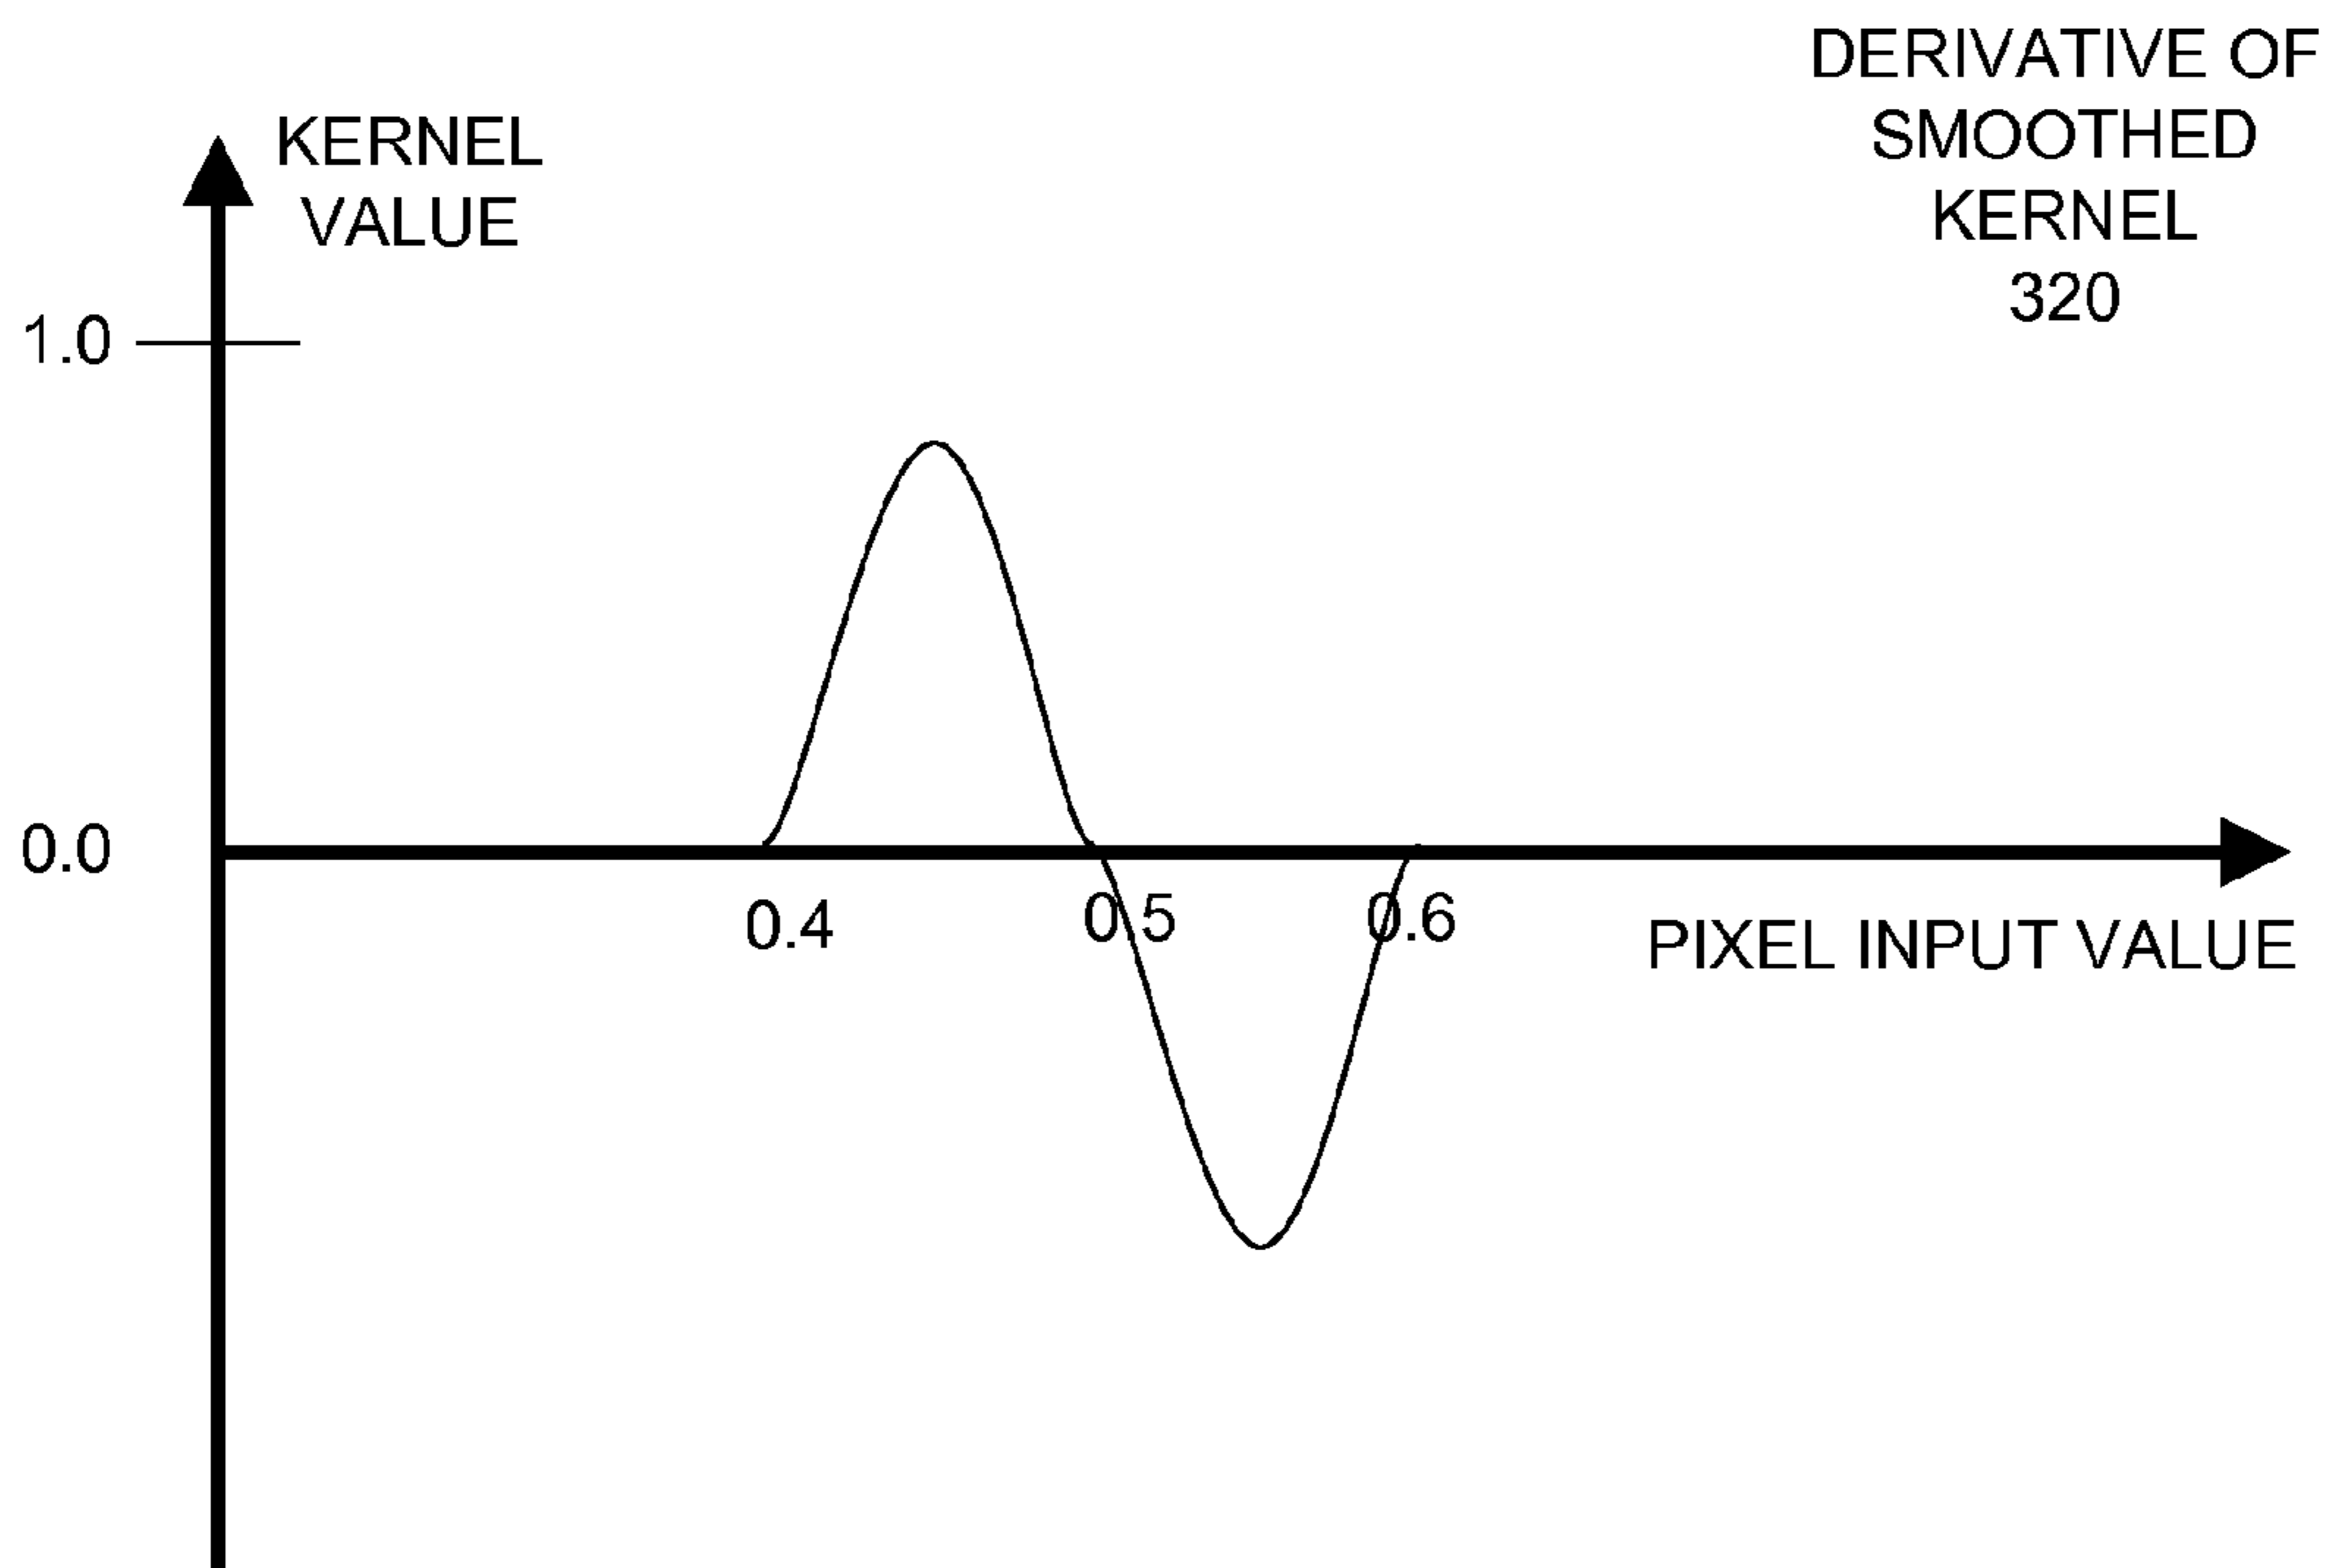 DERIVATIVE OF
SMOOTHED
KERNEL
320
KERNEL
VALUE
1.0
0.0
0.4
0.5
0.6
PIXEL INPUT VALUE